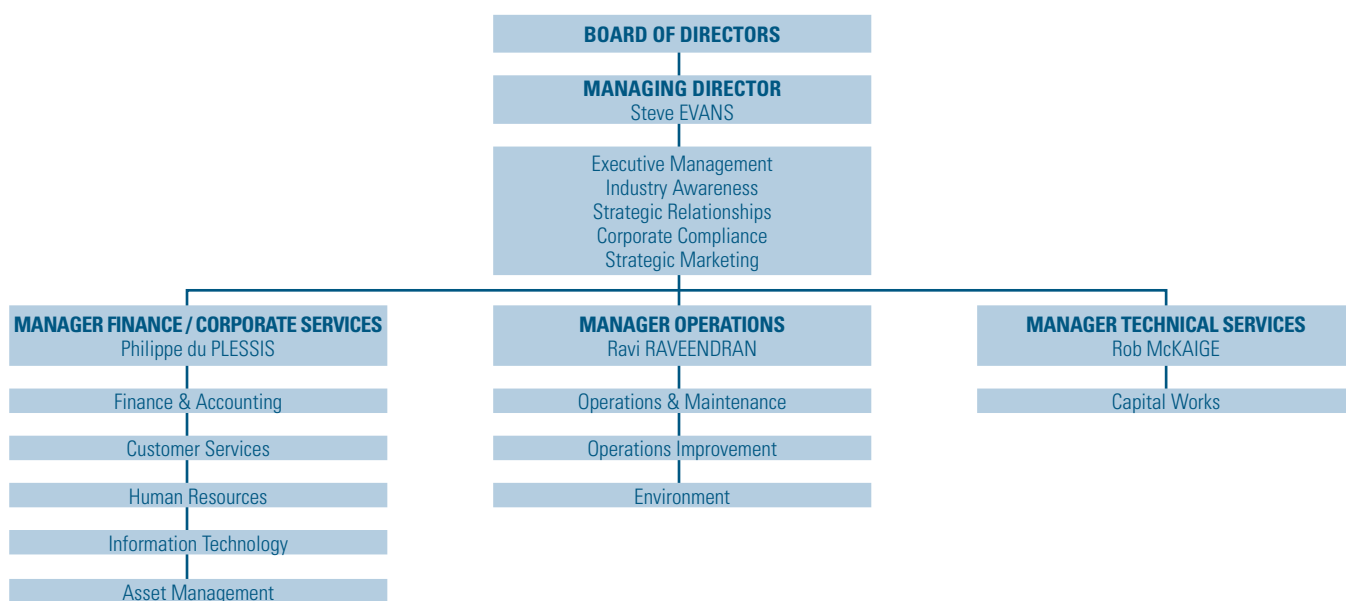 BOARD OF DIRECTORS
MANAGING DIRECTOR
Steve EVANS
Executive Management
Industry Awareness
Strategic Relationships
Corporate Compliance
Strategic Marketing
MANAGER FINANCE / CORPORATE SERVICES
Philippe du PLESSIS
Finance & Accounting
Customer Services
Human Resources
Information Technology
Asset Management
MANAGER OPERATIONS
Ravi RAVEENDRAN
Operations & Maintenance
Operations Improvement
Environment
MANAGER TECHNICAL SERVICES
Rob McKAIGE
Capital Works